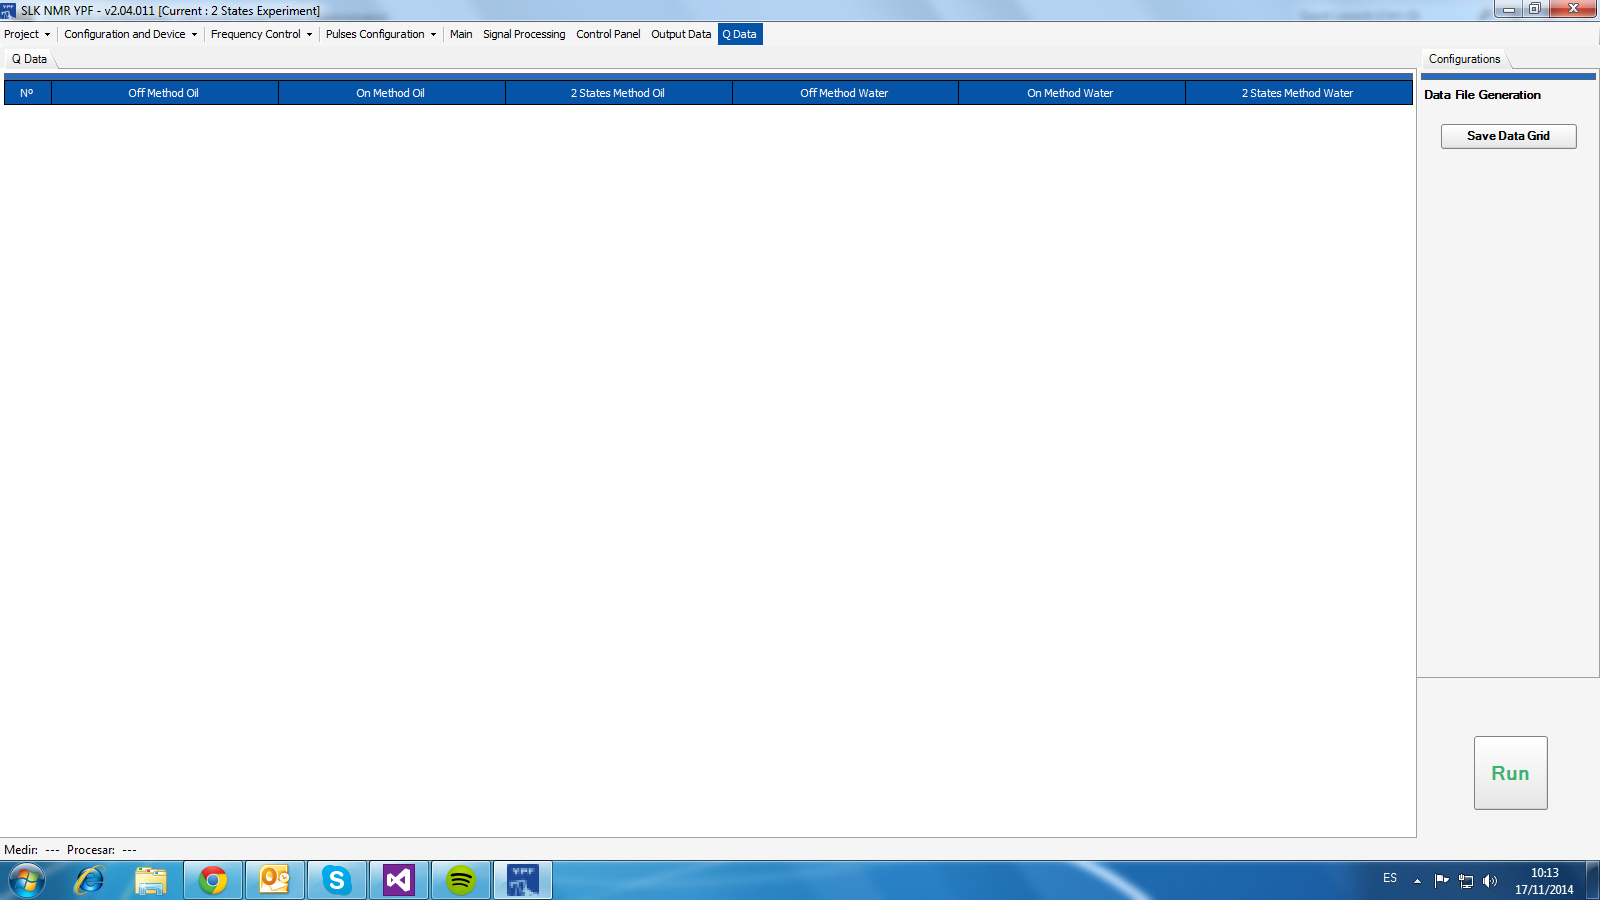 SLK NMR YPF - v2.04.011 [Current : 2 States Experiment]
Project Configuration and Device Frequency Control Pulses Configuration Main Signal Processing Control Panel Output Data Q Data
Q Data
Configurations
Nº Off Method Oil On Method Oil 2 States Method Oil Off Method Water On Method Water 2 States Method Water
Data File Generation
Save Data Grid
Run
Medir: --- Procesar: ---
YPF
ES
10:13
17/11/2014